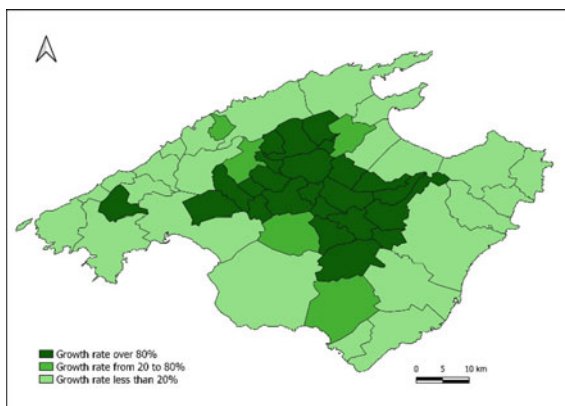 Growth rate over 80%
Growth rate from 20 to 80%
Growth rate less than 20%
0 5 10 km